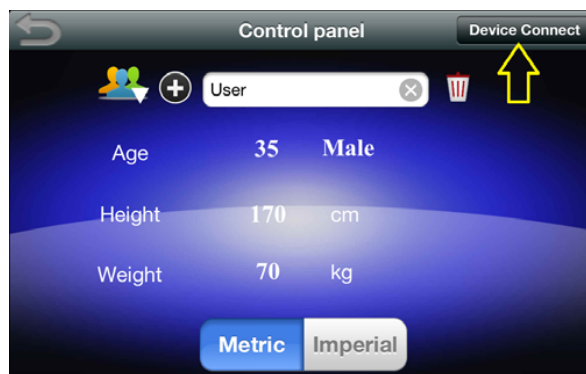 Control panel
Device Connect
User
Age 35 Male
Height 170 cm
Weight 70 kg
Metric Imperial